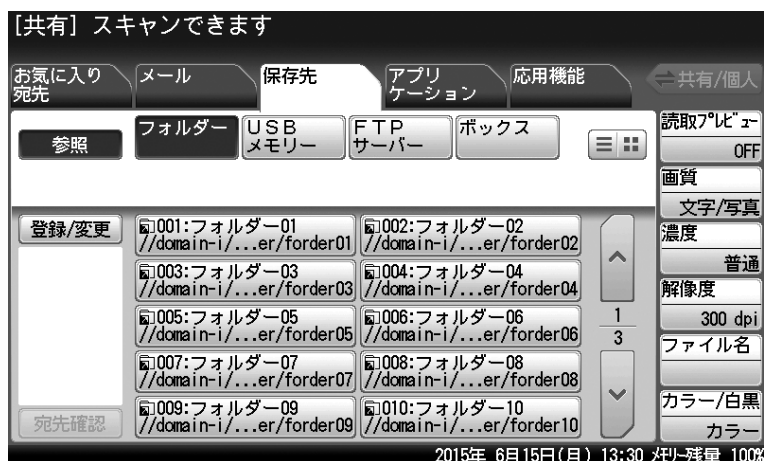 [共有] スキャンできます
お気に入り
宛先
メール
保存先
アプリ
ケーション
応用機能
共有/個人
参照
フォルダー
USB
メモリー
FTP
サーバー
ボックス
読取プレビュー
OFF
画質
文字/写真
濃度
普通
解像度
300 dpi
ファイル名
カラー/白黒
カラー
登録/変更
001:フォルダー01
//domain-i/...er/forder01
002:フォルダー02
//domain-i/...er/forder02
003:フォルダー03
//domain-i/...er/forder03
004:フォルダー04
//domain-i/...er/forder04
005:フォルダー05
//domain-i/...er/forder05
006:フォルダー06
//domain-i/...er/forder06
007:フォルダー07
//domain-i/...er/forder07
008:フォルダー08
//domain-i/...er/forder08
009:フォルダー09
//domain-i/...er/forder09
010:フォルダー10
//domain-i/...er/forder10
1
3
宛先確認
2015年 6月15日(月) 13:30 メモリー残量 100%